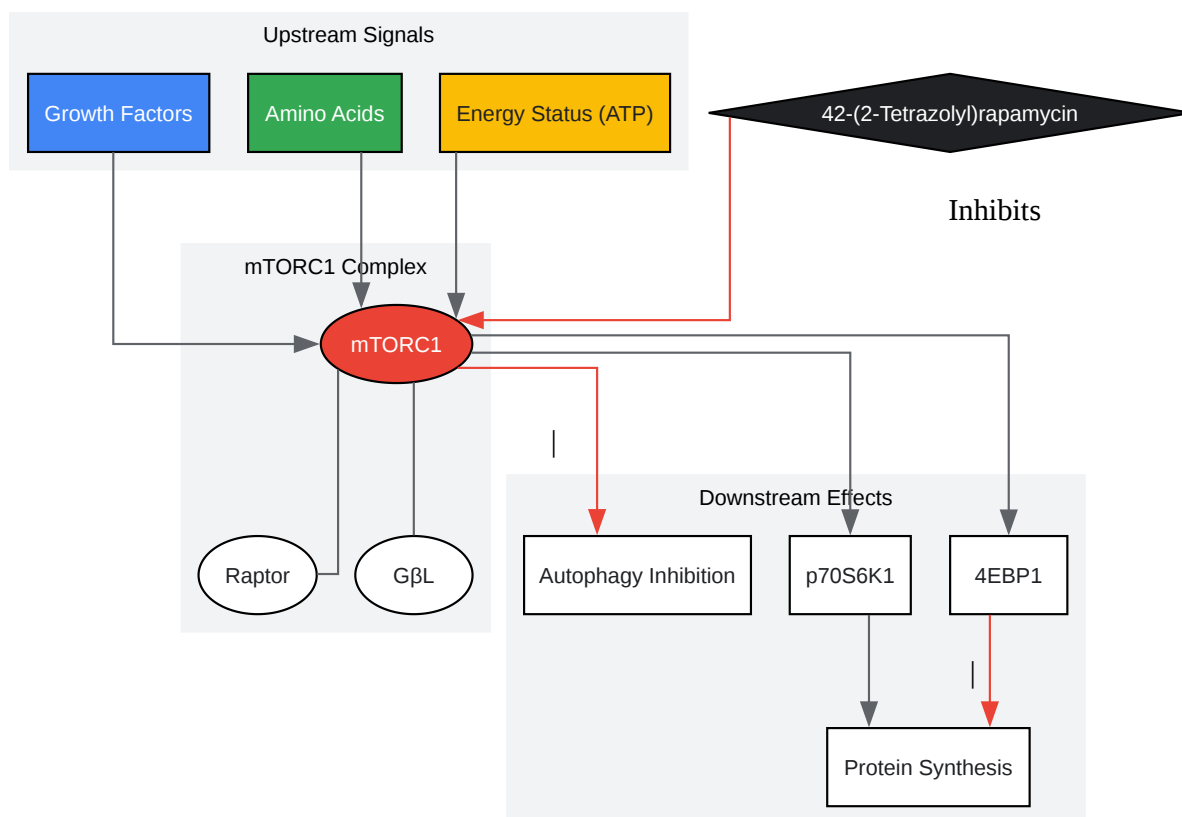 Upstream Signals
Growth Factors
Amino Acids
Energy Status (ATP)
42-(2-Tetrazolyl)rapamycin
Inhibits
mTORC1 Complex
mTORC1
|
Downstream Effects
Raptor
GβL
Autophagy Inhibition
p70S6K1
4EBP1
|
Protein Synthesis